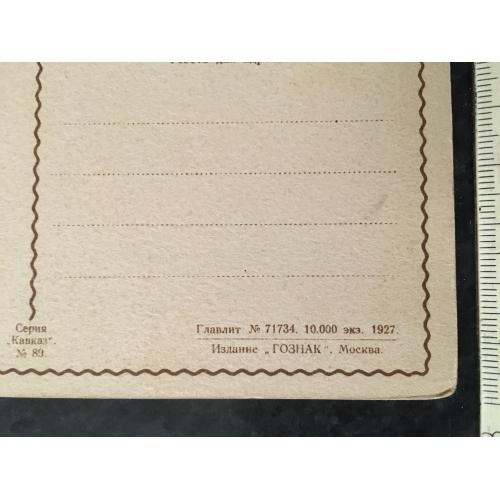 Серия
„Кавказ".
№ 89.
Главлит № 71734. 10.000 экз. 1927.
Издание „ГОЗНАК". Москва.